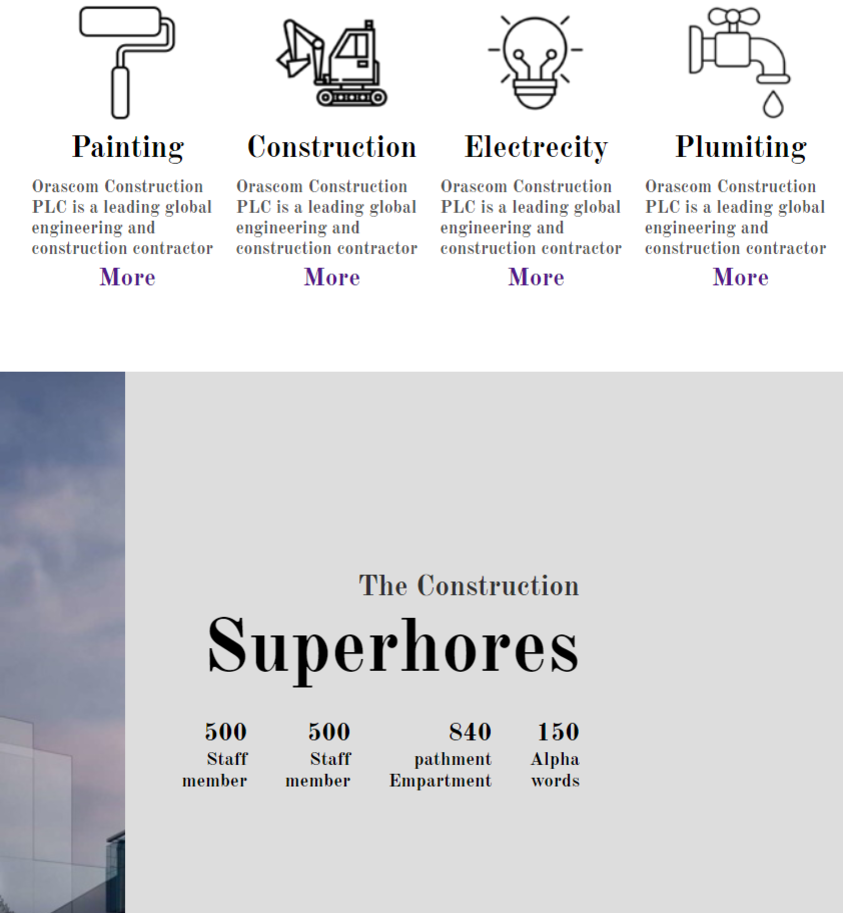 Painting
Orascom Construction
PLC is a leading global
engineering and
construction contractor
More
Construction
Orascom Construction
PLC is a leading global
engineering and
construction contractor
More
Electrecity
Orascom Construction
PLC is a leading global
engineering and
construction contractor
More
Plumiting
Orascom Construction
PLC is a leading global
engineering and
construction contractor
More
The Construction
Superhores
500
Staff
member
500
Staff
member
840
pathment
Empartment
150
Alpha
words